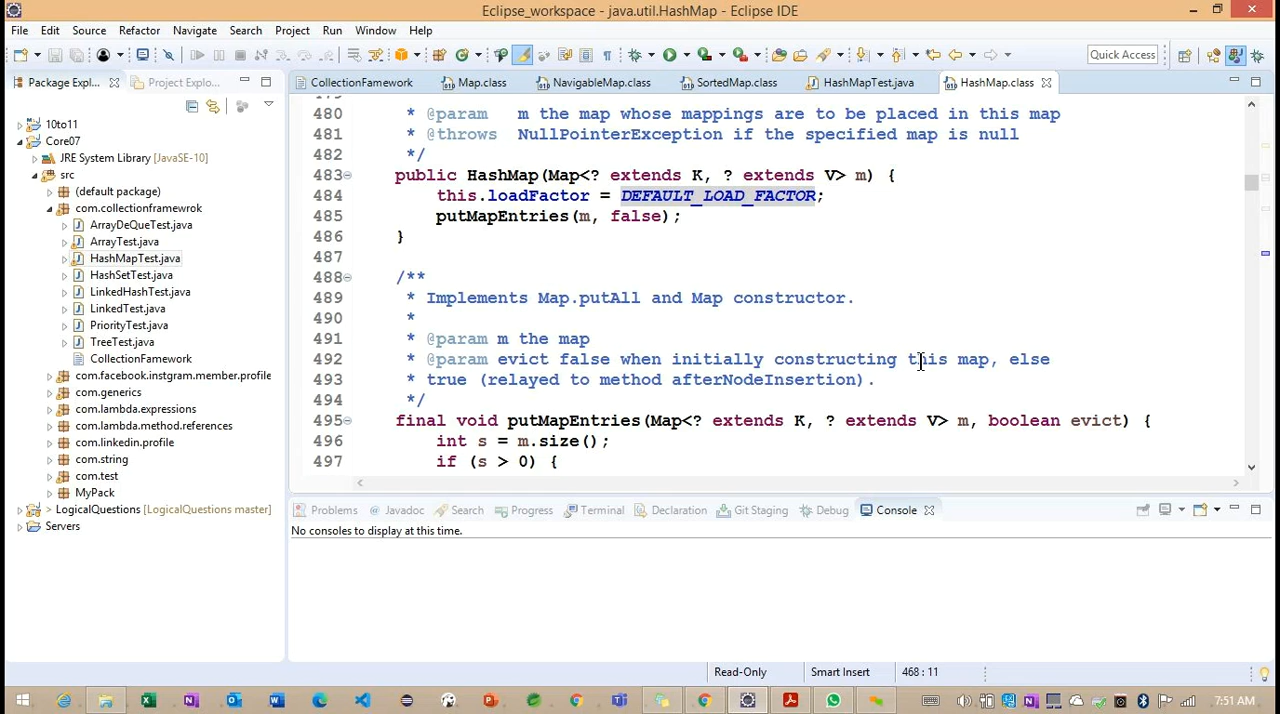 Eclipse_workspace - java.util.HashMap - Eclipse IDE
File Edit Source Refactor Navigate Search Project Run Window Help
Quick Access
Package Expl... Project Explo...
CollectionFamework Map.class NavigableMap.class SortedMap.class HashMapTest.java HashMap.class
10to11
Core07
JRE System Library [JavaSE-10]
src
(default package)
com.collectionframewrok
ArrayDeQueTest.java
ArrayTest.java
HashMapTest.java
HashSetTest.java
LinkedHashTest.java
LinkedTest.java
PriorityTest.java
TreeTest.java
CollectionFamework
com.facebook.instgram.member.profile
com.generics
com.lambda.expressions
com.lambda.method.references
com.linkedin.profile
com.string
com.test
MyPack
> LogicalQuestions [LogicalQuestions master]
Servers
480 * @param m the map whose mappings are to be placed in this map
481 * @throws NullPointerException if the specified map is null
482 */
483 public HashMap(Map<? extends K, ? extends V> m) {
484 this.loadFactor = DEFAULT_LOAD_FACTOR;
485 putMapEntries(m, false);
486 }
487
488 /**
489 * Implements Map.putAll and Map constructor.
490 *
491 * @param m the map
492 * @param evict false when initially constructing this map, else
493 * true (relayed to method afterNodeInsertion).
494 */
495 final void putMapEntries(Map<? extends K, ? extends V> m, boolean evict) {
496 int s = m.size();
497 if (s > 0) {
Problems @ Javadoc Search Progress Terminal Declaration Git Staging Debug Console
No consoles to display at this time.
Read-Only Smart Insert 468 : 11
7:51 AM